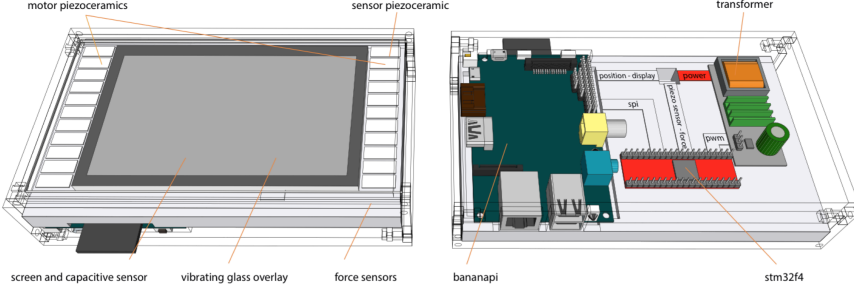 motor piezoceramics
sensor piezoceramic
transformer
position - display
power
spi
piezo sensor - force
pwm
screen and capacitive sensor
vibrating glass overlay
force sensors
bananapi
stm32f4